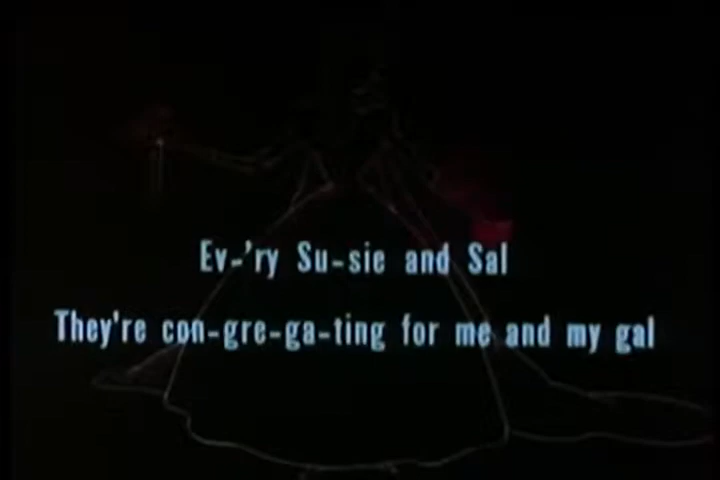 Ev-'ry Su-sie and Sal
They're con-gre-ga-ting for me and my gal